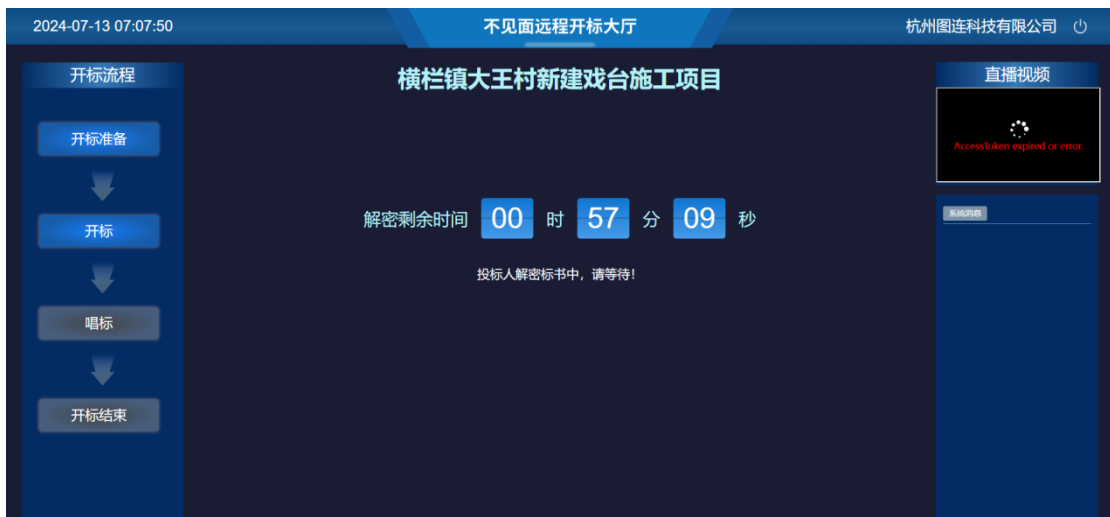 2024-07-13 07:07:50
不见面远程开标大厅
杭州图连科技有限公司
开标流程
开标准备
开标
唱标
开标结束
横栏镇大王村新建戏台施工项目
解密剩余时间 00 时 57 分 09 秒
投标人解密标书中，请等待！
直播视频
AccessToken expired or error.
系统消息